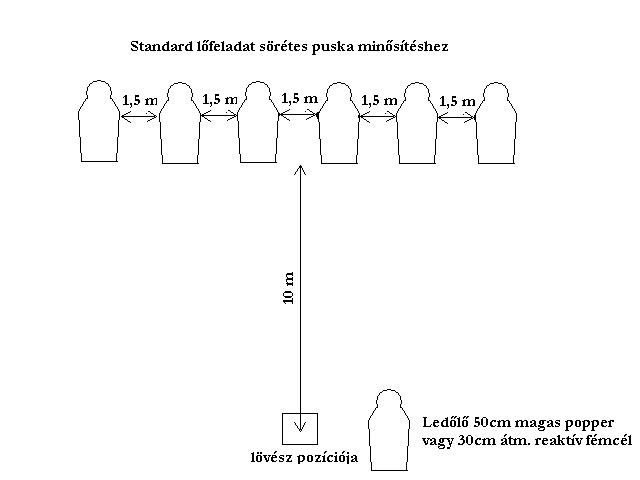 Standard lőfeladat sörétes puska minősítéshez
1,5 m 1,5 m 1,5 m 1,5 m 1,5 m
10 m
Ledőlő 50cm magas popper
vagy 30cm átm. reaktív fémcél
lövész pozíciója